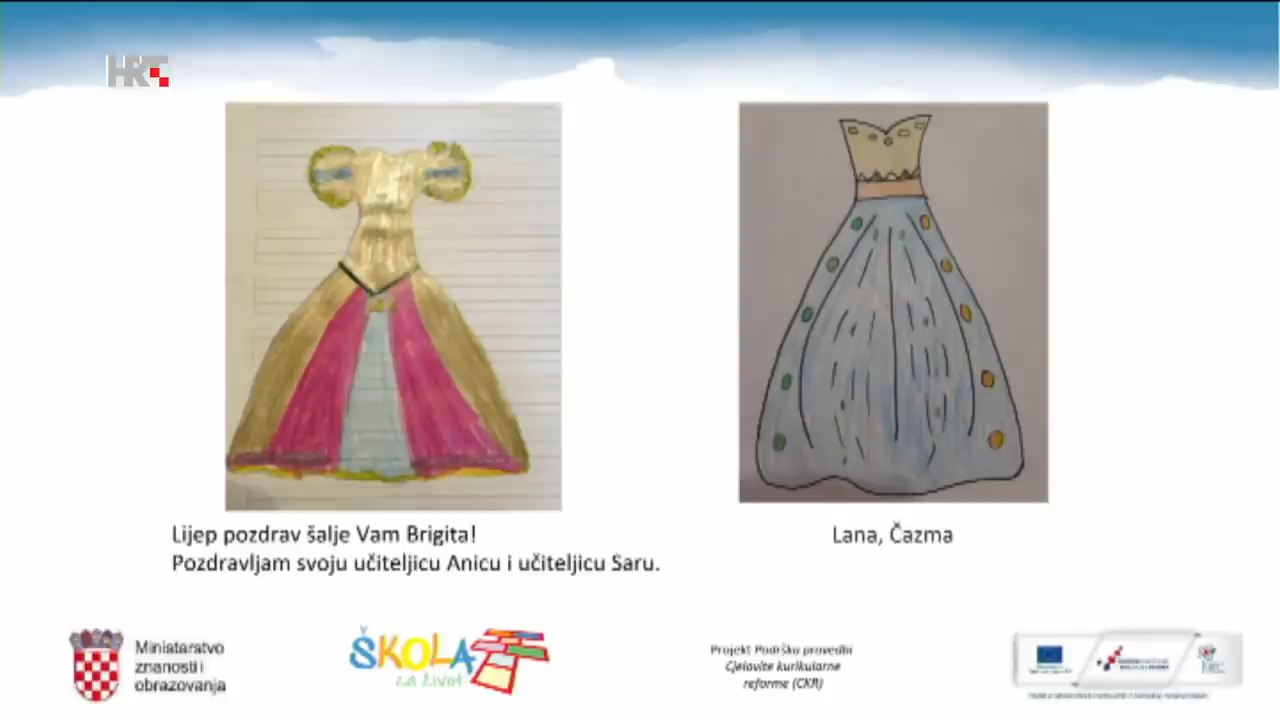 HRT
Lijep pozdrav šalje Vam Brigita!
Pozdravljam svoju učiteljicu Anicu i učiteljicu Saru.
Lana, Čazma
Ministarstvo
znanosti i
obrazovanja
ŠKOLA
za život
Projekt Podrška provedbi
Cjelovite kurikularne
reforme (CKR)